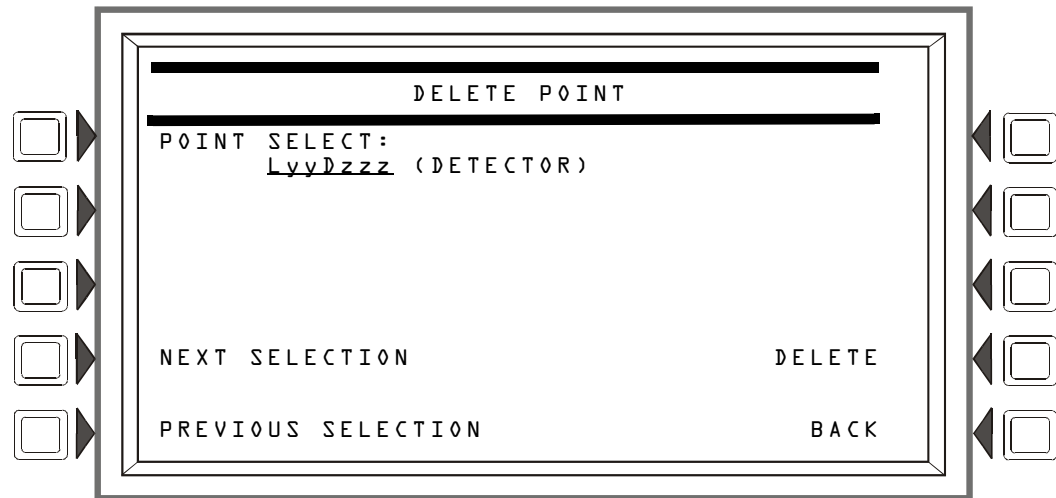 DELETE POINT
POINT SELECT:
LyyDzzz (DETECTOR)
NEXT SELECTION DELETE
PREVIOUS SELECTION BACK